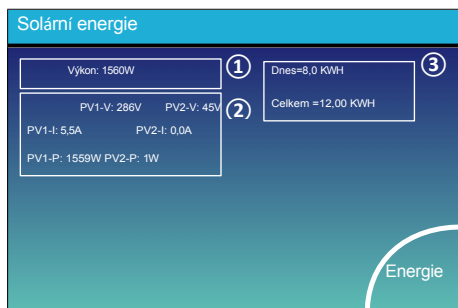 Solární energie
Výkon: 1560W
①
PV1-V: 286V PV2-V: 45V
②
PV1-I: 5,5A PV2-I: 0,0A
PV1-P: 1559W PV2-P: 1W
Dnes=8,0 KWH
③
Celkem =12,00 KWH
Energie